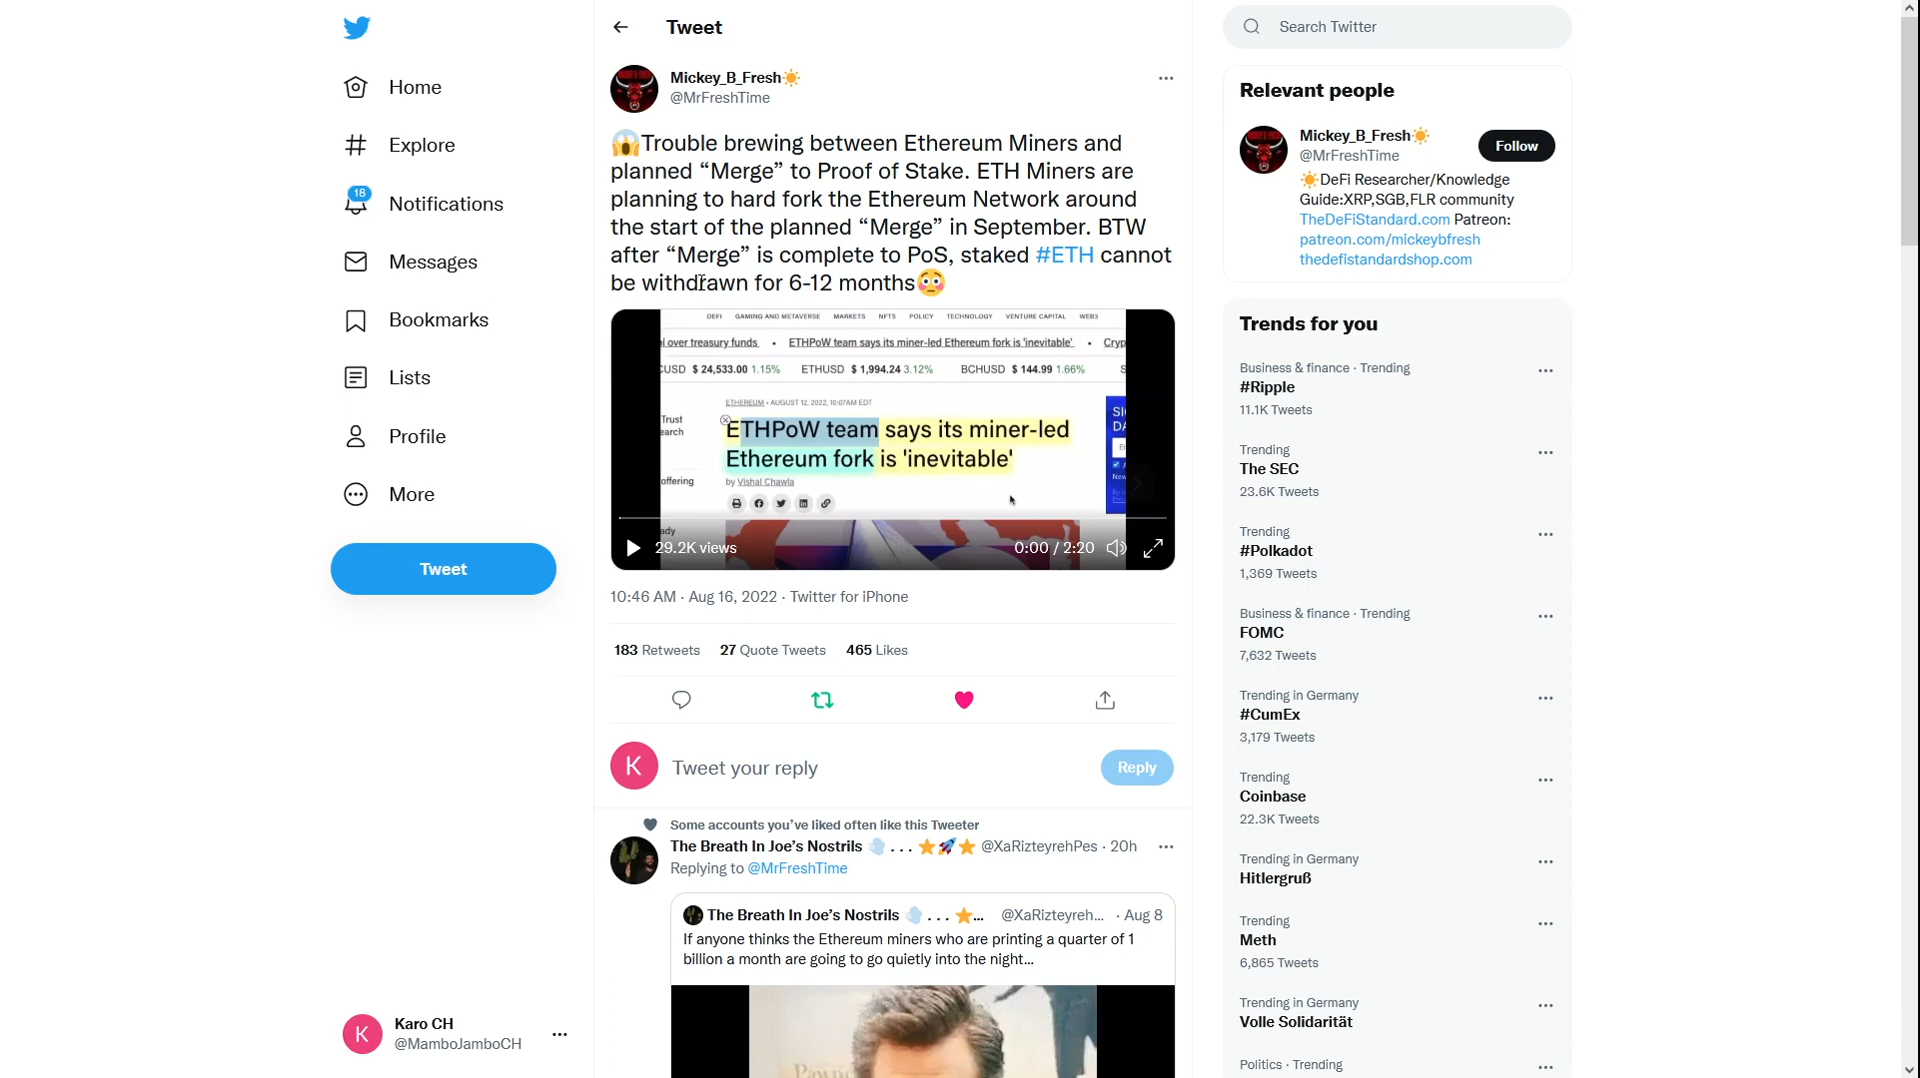 Home
Explore
18
Notifications
Messages
Bookmarks
Lists
Profile
More
Tweet
Karo CH
@MamboJamboCH
K
Tweet
Mickey_B_Fresh☀️
@MrFreshTime
😱Trouble brewing between Ethereum Miners and
planned “Merge” to Proof of Stake. ETH Miners are
planning to hard fork the Ethereum Network around
the start of the planned “Merge” in September. BTW
after “Merge” is complete to PoS, staked #ETH cannot
be withdrawn for 6-12 months😳
DEFI GAMING AND METAVERSE MARKETS NFTS POLICY TECHNOLOGY VENTURE CAPITAL WEB3
over treasury funds • ETHPoW team says its miner-led Ethereum fork is 'inevitable' • Cryp
CUSD $ 24,533.00 1.15% ETHUSD $ 1,994.24 3.12% BCHUSD $ 144.99 1.66% S
ETHEREUM • AUGUST 12, 2022, 10:07AM EDT
Trust
earch
ETHPoW team says its miner-led
Ethereum fork is 'inevitable'
offering
by Vishal Chawla
SI
DA
New
ady
29.2K views
0:00 / 2:20
10:46 AM · Aug 16, 2022 · Twitter for iPhone
183 Retweets 27 Quote Tweets 465 Likes
K
Tweet your reply
Reply
Some accounts you’ve liked often like this Tweeter
The Breath In Joe’s Nostrils 💨 . . . ⭐🚀⭐ @XaRizteyrehPes · 20h
Replying to @MrFreshTime
The Breath In Joe’s Nostrils 💨 . . . ⭐... @XaRizteyreh... · Aug 8
If anyone thinks the Ethereum miners who are printing a quarter of 1
billion a month are going to go quietly into the night...
Search Twitter
Relevant people
Mickey_B_Fresh☀️
@MrFreshTime
Follow
☀️DeFi Researcher/Knowledge
Guide:XRP,SGB,FLR community
TheDeFiStandard.com Patreon:
patreon.com/mickeybfresh
thedefistandardshop.com
Trends for you
Business & finance · Trending
#Ripple
11.1K Tweets
Trending
The SEC
23.6K Tweets
Trending
#Polkadot
1,369 Tweets
Business & finance · Trending
FOMC
7,632 Tweets
Trending in Germany
#CumEx
3,179 Tweets
Trending
Coinbase
22.3K Tweets
Trending in Germany
Hitlergruß
Trending
Meth
6,865 Tweets
Trending in Germany
Volle Solidarität
Politics · Trending